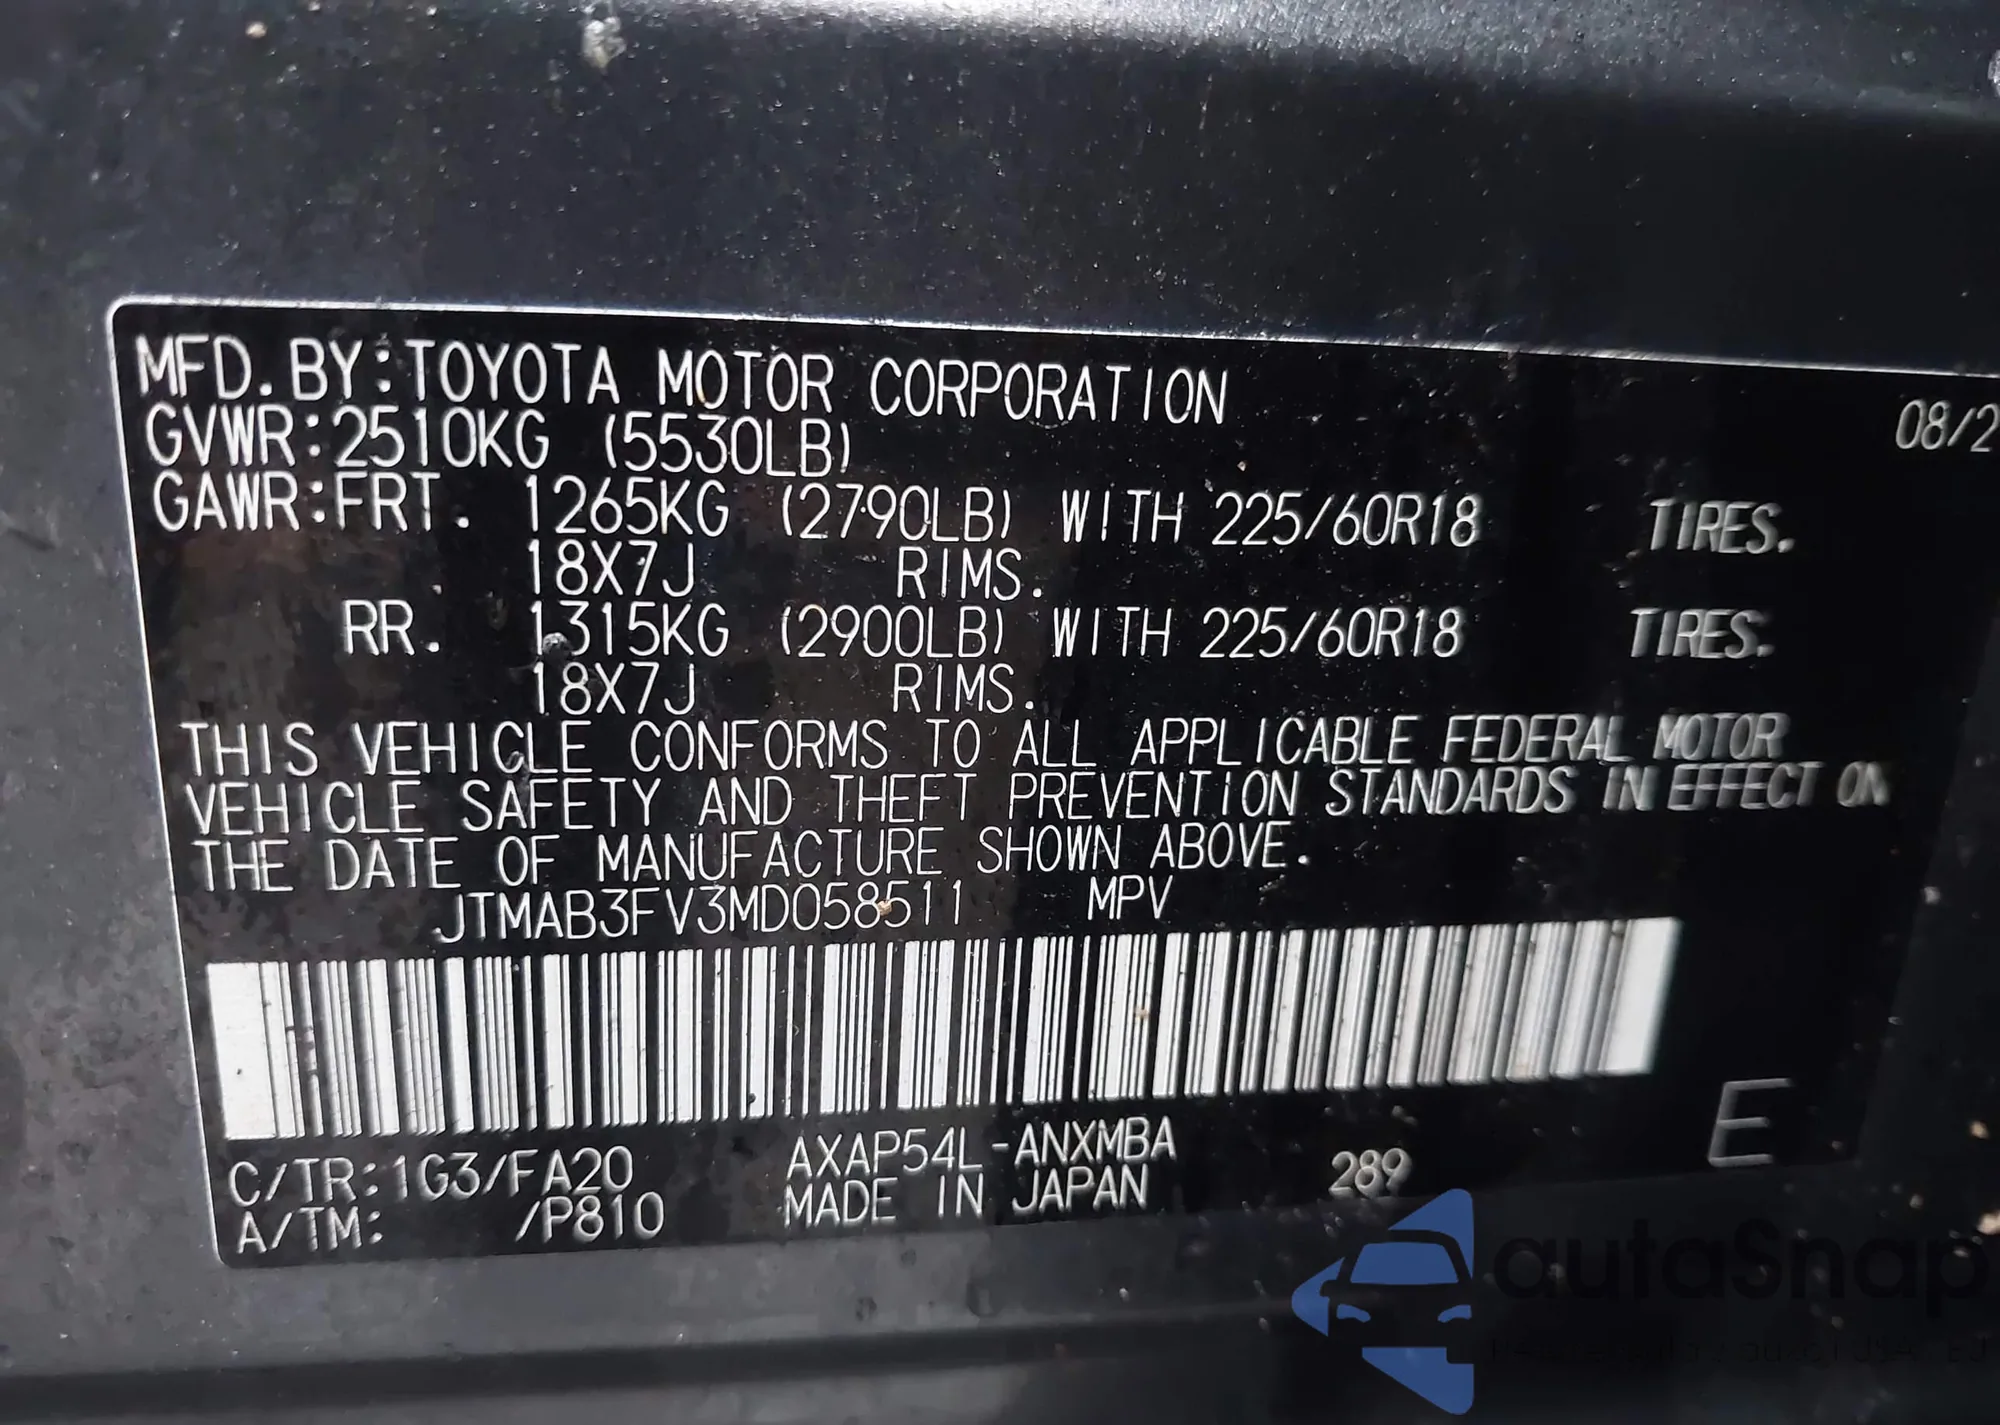 MFD. BY:TOYOTA MOTOR CORPORATION 08/2
GVWR:2510KG (5530LB)
GAWR:FRT. 1265KG (2790LB) WITH 225/60R18 TIRES.
18X7J RIMS.
RR. 1315KG (2900LB) WITH 225/60R18 TIRES.
18X7J RIMS.
THIS VEHICLE CONFORMS TO ALL APPLICABLE FEDERAL MOTOR
VEHICLE SAFETY AND THEFT PREVENTION STANDARDS IN EFFECT ON
THE DATE OF MANUFACTURE SHOWN ABOVE.
JTMAB3FV3MD058511 MPV
E
C/TR:1G3/FA20 AXAP54L-ANXMBA 289
A/TM: /P810 MADE IN JAPAN
autoSnap